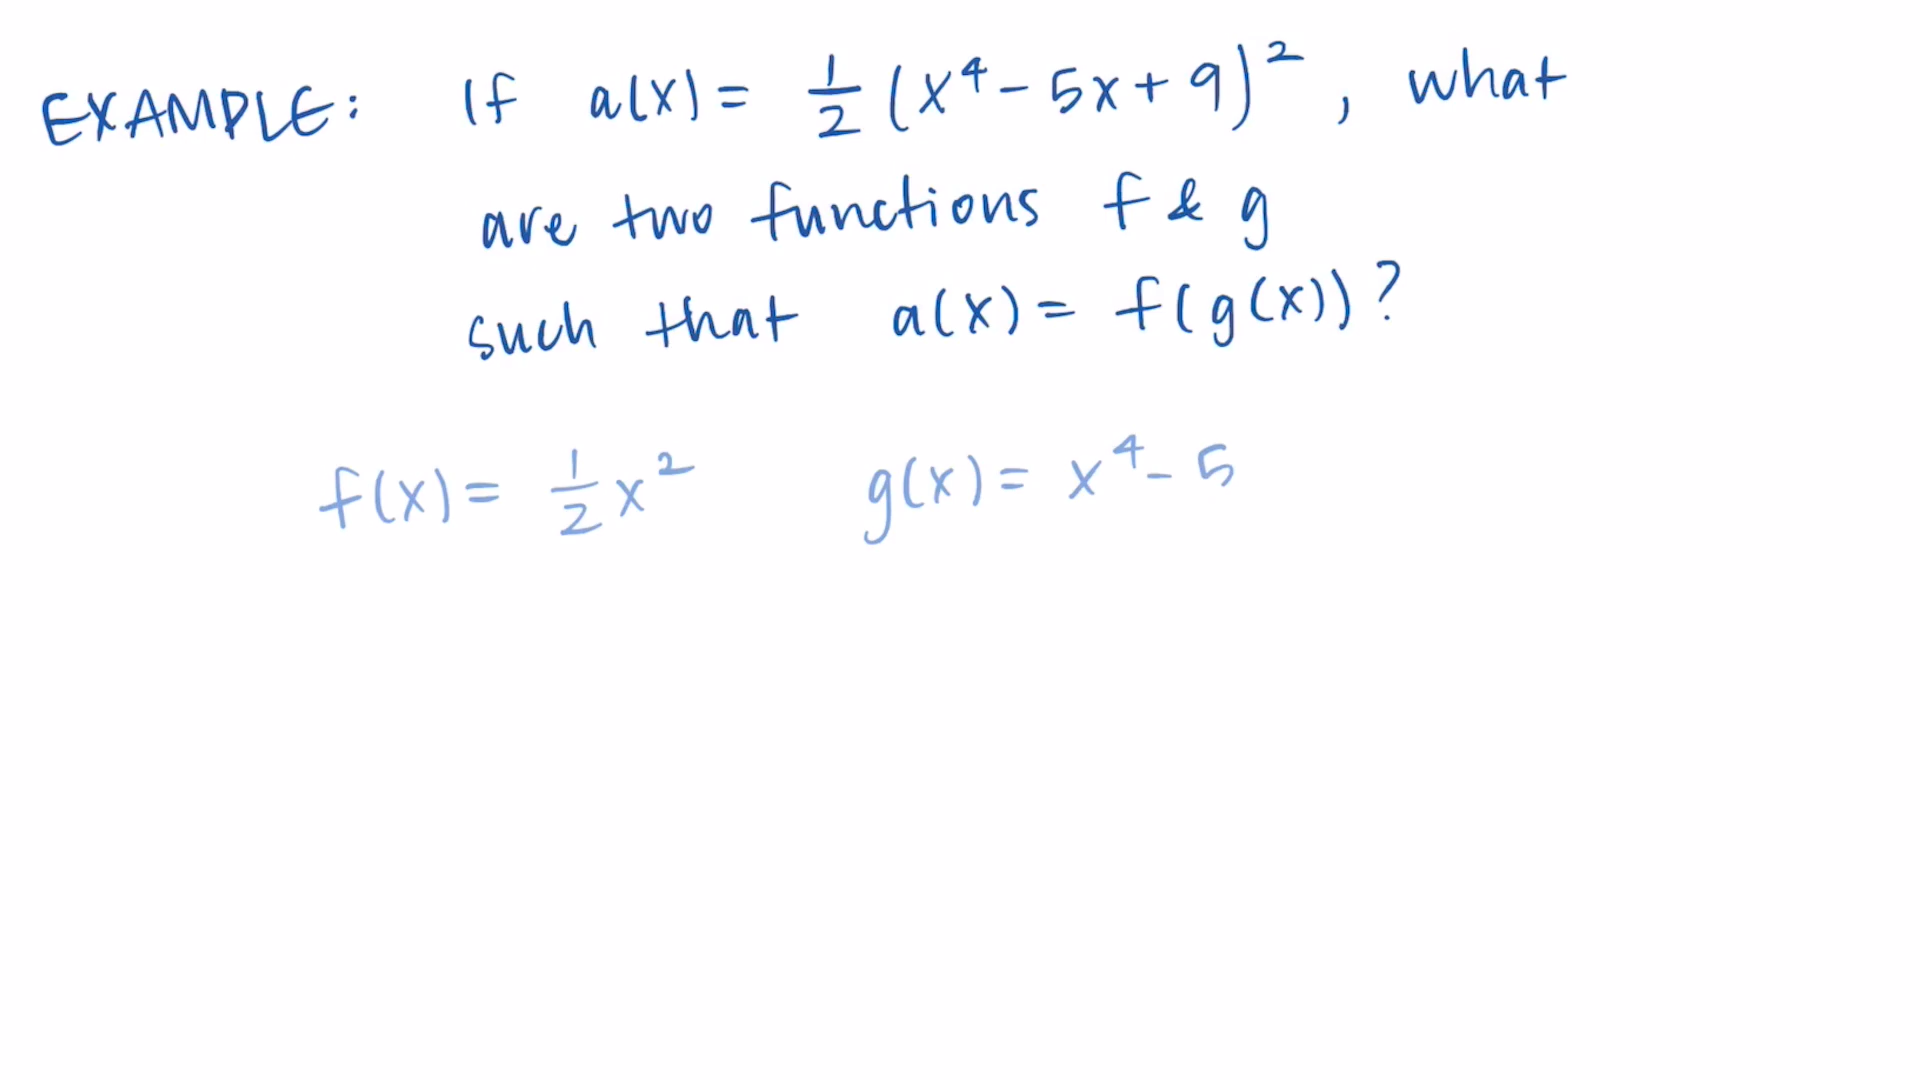 EXAMPLE: If a(x) = 1/2 (x⁴ - 5x + 9)², what
are two functions f & g
such that a(x) = f(g(x))?
f(x) = 1/2 x² g(x) = x⁴ - 5